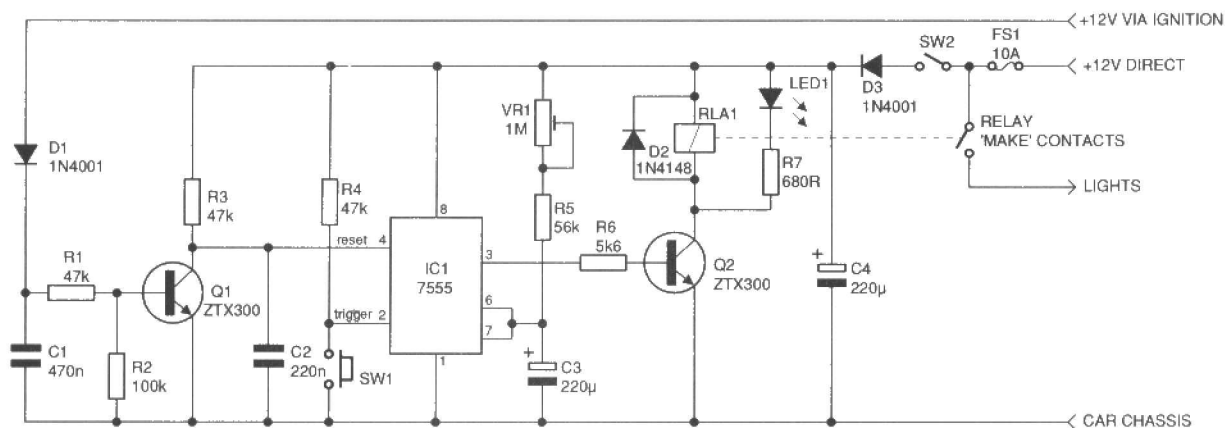 +12V VIA IGNITION
FS1
10A
SW2
+12V DIRECT
D3
1N4001
LED1
VR1
1M
RLA1
RELAY
'MAKE' CONTACTS
D1
1N4001
D2
1N4148
R7
680R
LIGHTS
R3
47k
R4
47k
R5
56k
8
reset
4
R6
5k6
R1
47k
IC1
7555
3
Q1
ZTX300
Q2
ZTX300
C4
220µ
+
trigger
2
6
7
C1
470n
R2
100k
C2
220n
SW1
1
+
C3
220µ
CAR CHASSIS